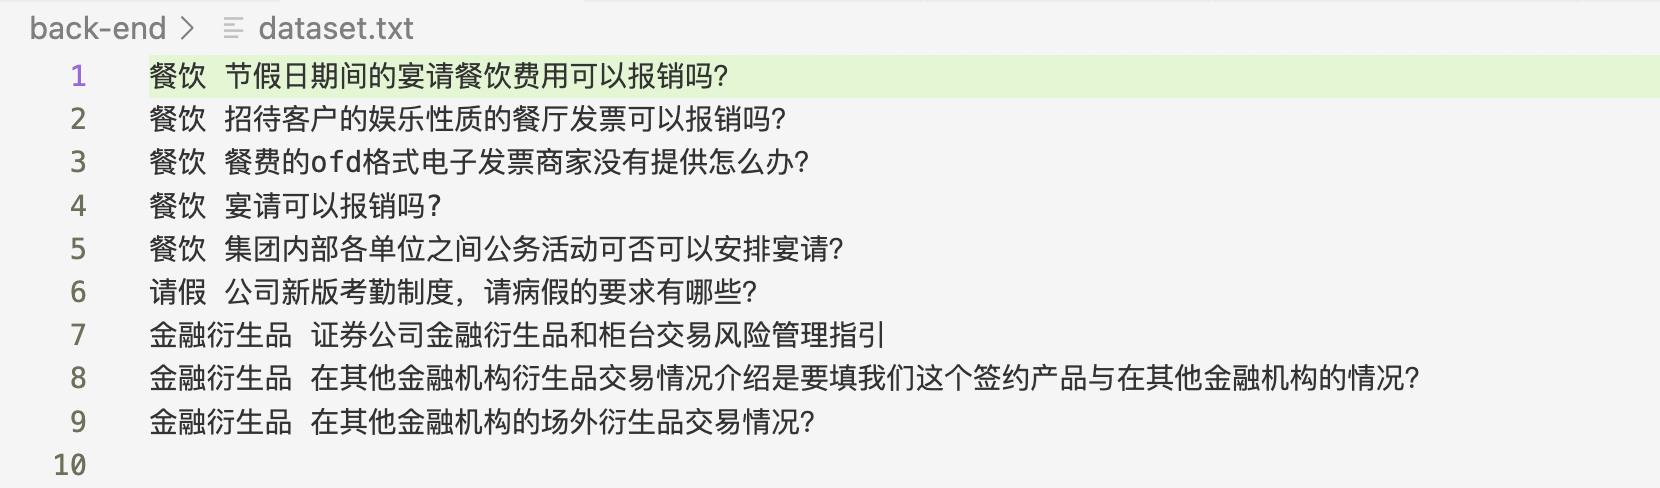 back-end > dataset.txt
1 餐饮 节假日期间的宴请餐饮费用可以报销吗?
2 餐饮 招待客户的娱乐性质的餐厅发票可以报销吗?
3 餐饮 餐费的ofd格式电子发票商家没有提供怎么办?
4 餐饮 宴请可以报销吗?
5 餐饮 集团内部各单位之间公务活动可否可以安排宴请?
6 请假 公司新版考勤制度，请病假的要求有哪些?
7 金融衍生品 证券公司金融衍生品和柜台交易风险管理指引
8 金融衍生品 在其他金融机构衍生品交易情况介绍是要填我们这个签约产品与在其他金融机构的情况?
9 金融衍生品 在其他金融机构的场外衍生品交易情况?
10